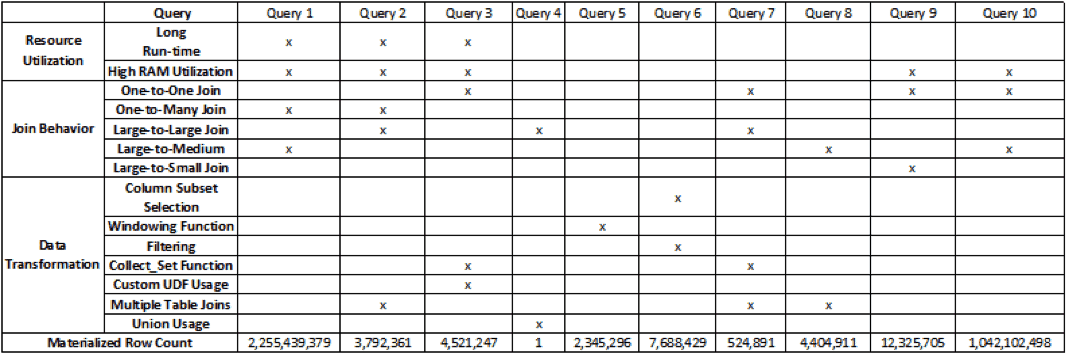 Query Query 1 Query 2 Query 3 Query 4 Query 5 Query 6 Query 7 Query 8 Query 9 Query 10
Resource Utilization
Long
Run-time x x x
High RAM Utilization x x x x x
Join Behavior
One-to-One Join x x x x
One-to-Many Join x x
Large-to-Large Join x x x
Large-to-Medium x x x
Large-to-Small Join x
Data Transformation
Column Subset
Selection x
Windowing Function x
Filtering x
Collect_Set Function x x
Custom UDF Usage x
Multiple Table Joins x x x
Union Usage x
Materialized Row Count 2,255,439,379 3,792,361 4,521,247 1 2,345,296 7,688,429 524,891 4,404,911 12,325,705 1,042,102,498